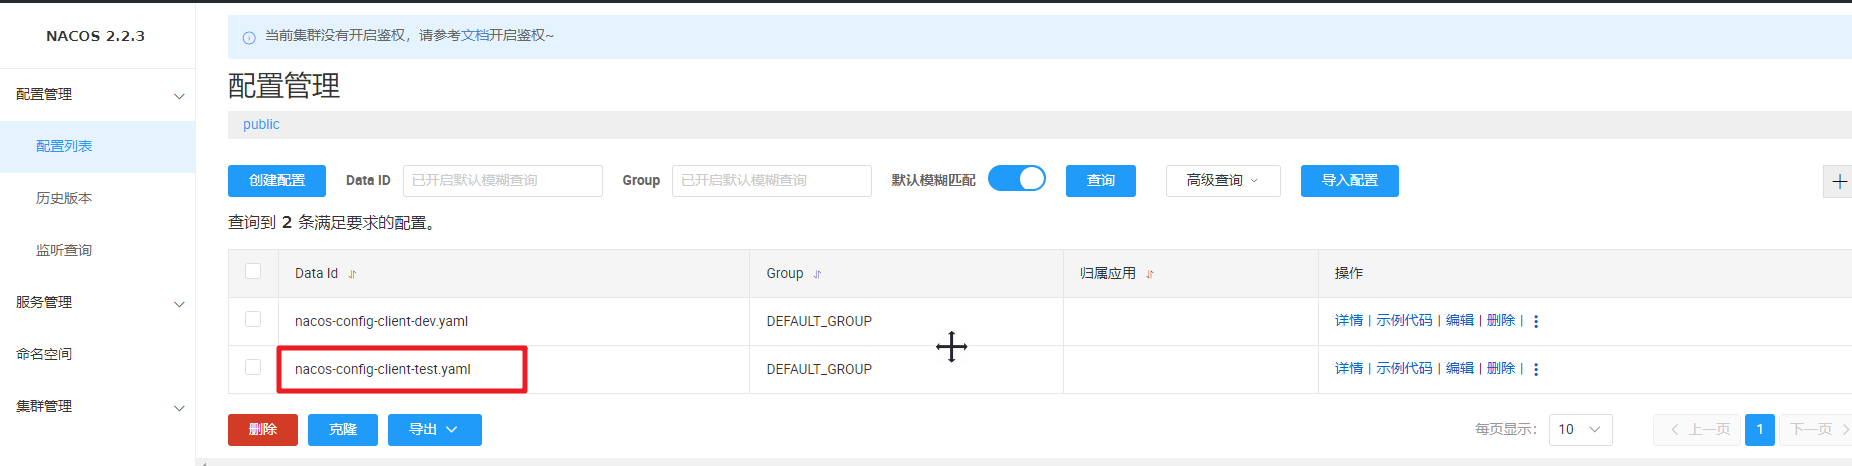 NACOS 2.2.3
配置管理
配置列表
历史版本
监听查询
服务管理
命名空间
集群管理
当前集群没有开启鉴权，请参考文档开启鉴权~
配置管理
public
创建配置 Data ID 已开启默认模糊查询 Group 已开启默认模糊查询 默认模糊匹配 查询 高级查询 导入配置
查询到 2 条满足要求的配置。
Data Id Group 归属应用 操作
nacos-config-client-dev.yaml DEFAULT_GROUP 详情 | 示例代码 | 编辑 | 删除 |
nacos-config-client-test.yaml DEFAULT_GROUP 详情 | 示例代码 | 编辑 | 删除 |
删除 克隆 导出 每页显示： 10 上一页 1 下一页